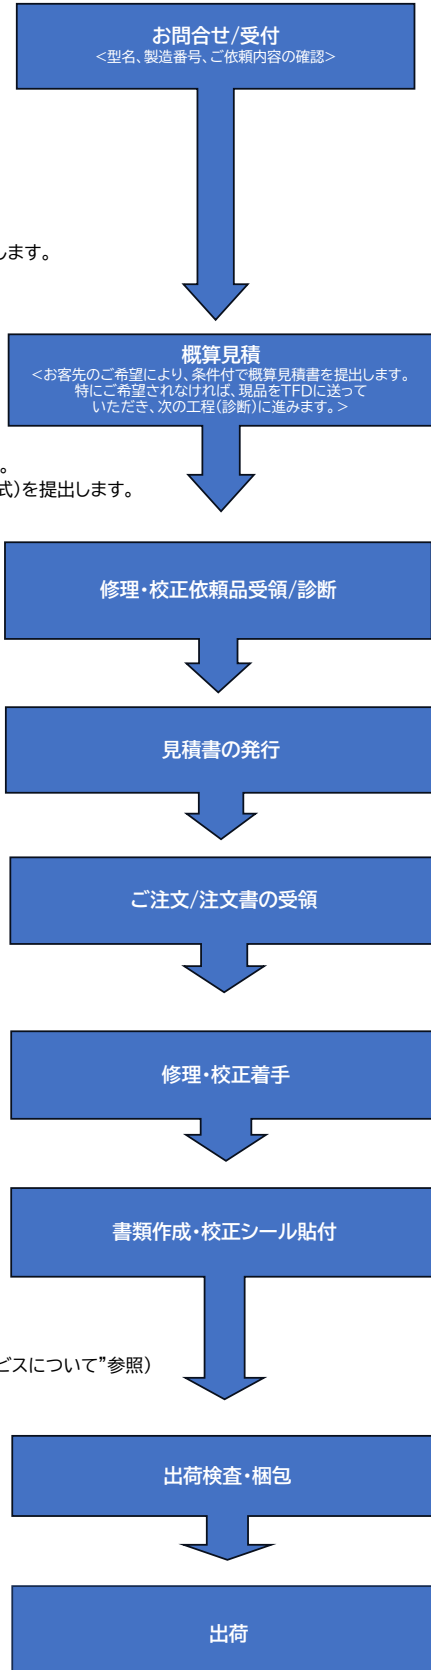 お問合せ/受付
<型名、製造番号、ご依頼内容の確認>
します。
概算見積
<お客先のご希望により、条件付で概算見積書を提出します。
特にご希望されなければ、現品をTFDに送って
いただき、次の工程(診断)に進みます。>
。
式)を提出します。
修理・校正依頼品受領/診断
見積書の発行
ご注文/注文書の受領
修理・校正着手
書類作成・校正シール貼付
ビスについて”参照)
出荷検査・梱包
出荷